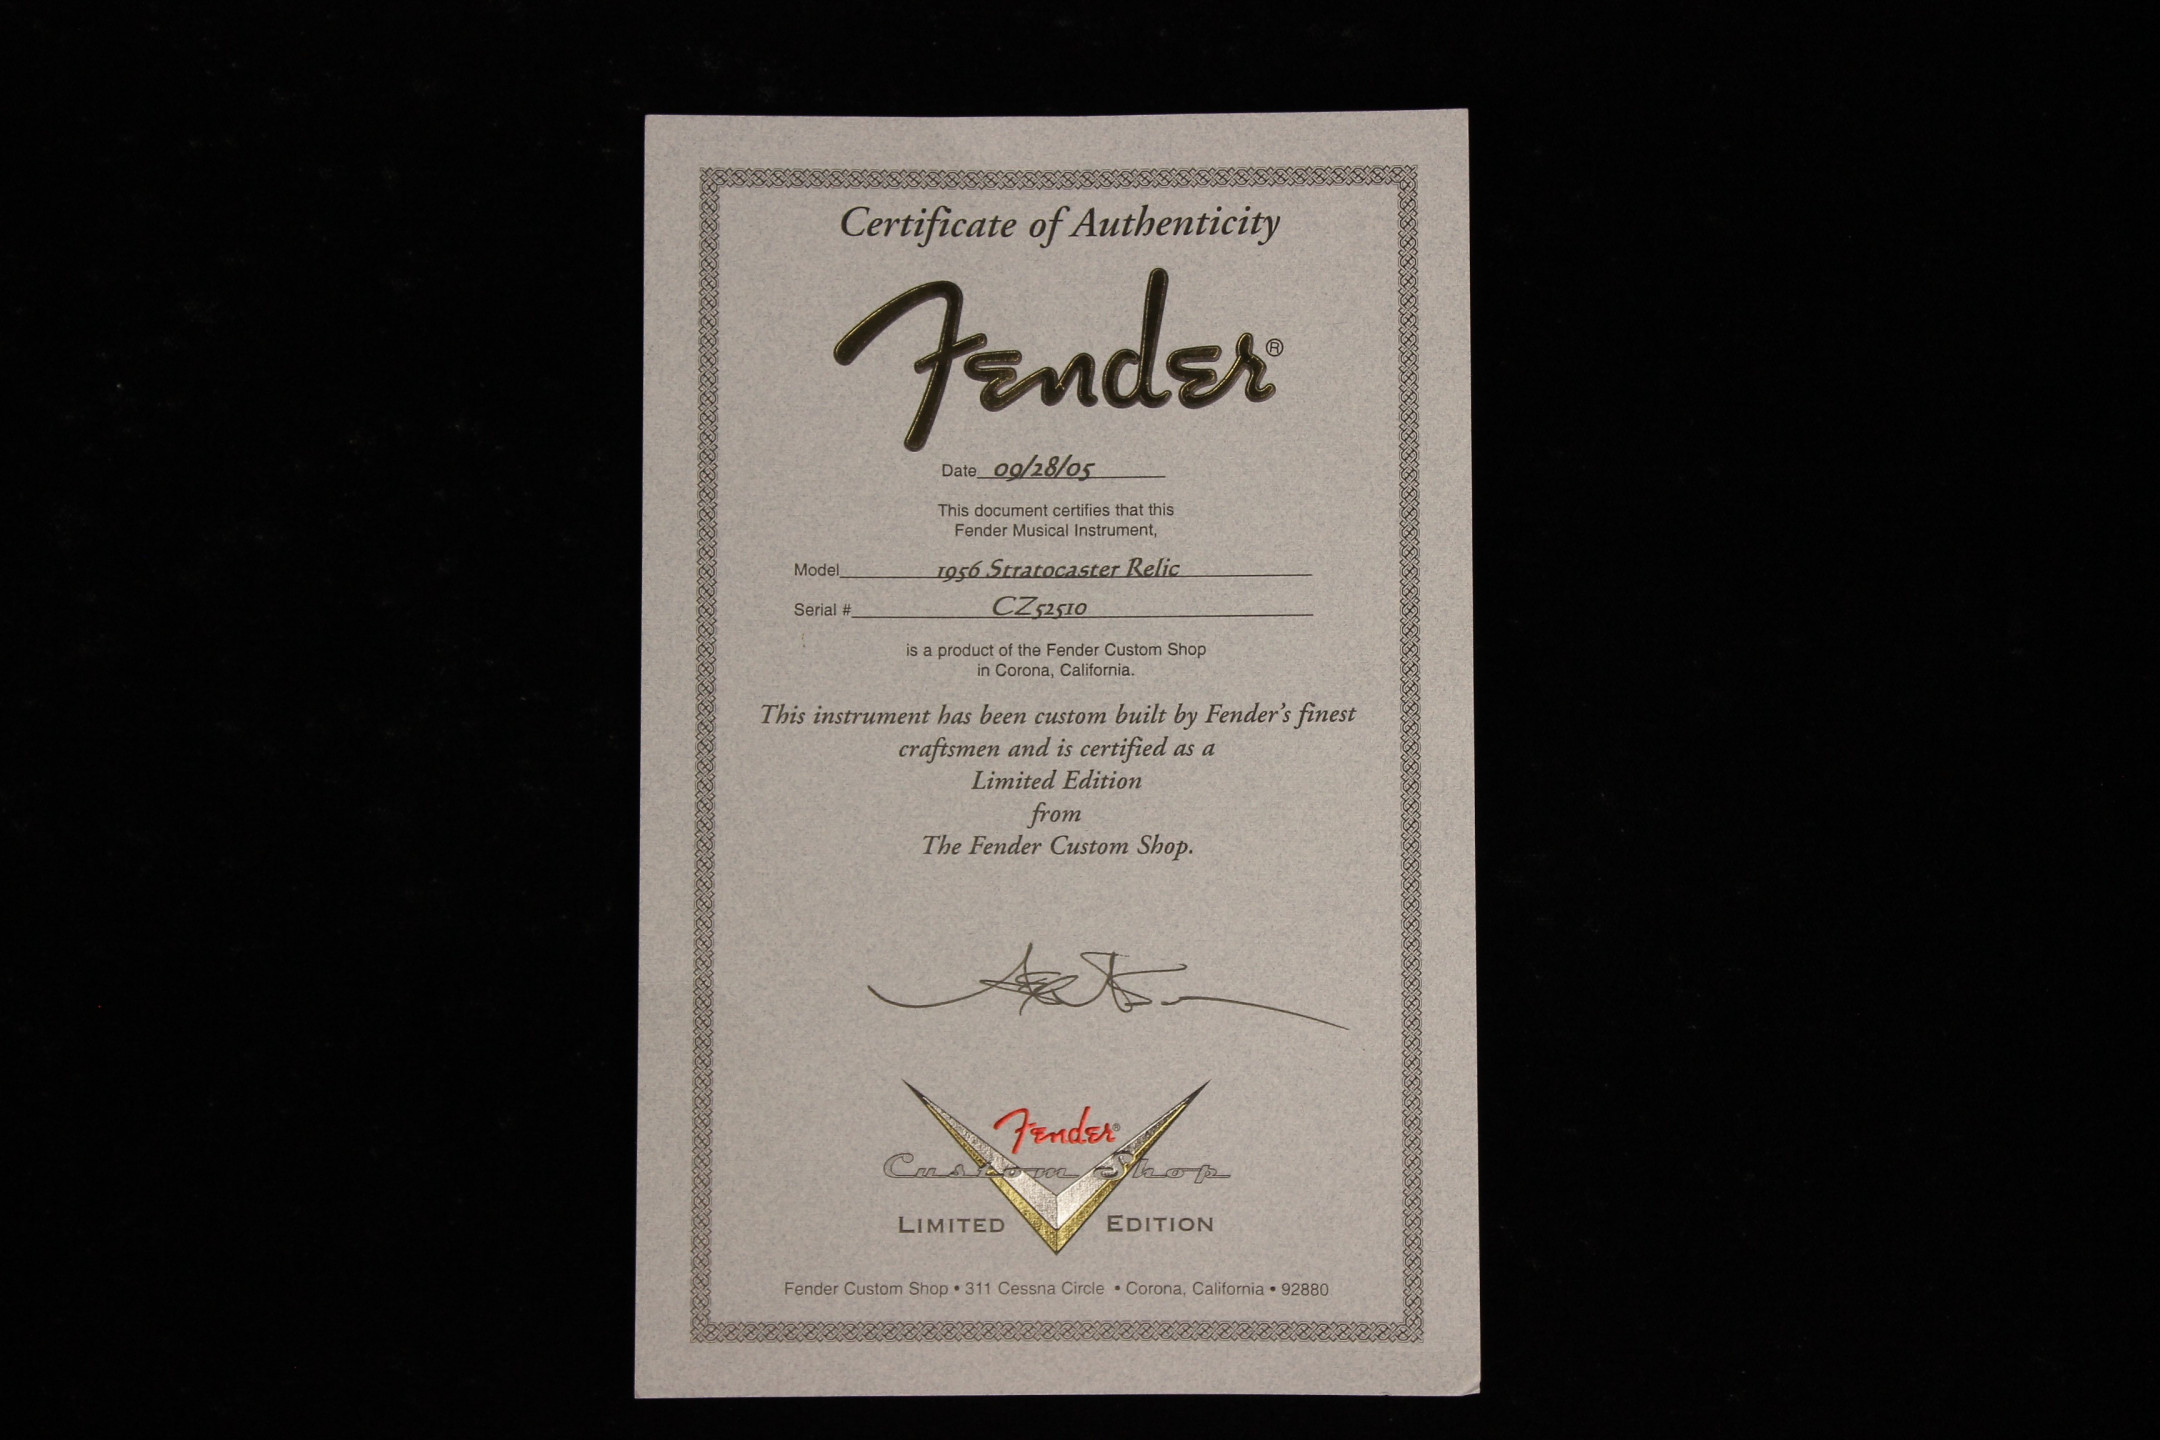 Certificate of Authenticity
Fender®
Date 09/28/05
This document certifies that this
Fender Musical Instrument,
Model 1956 Stratocaster Relic
Serial # CZ52510
is a product of the Fender Custom Shop
in Corona, California.
This instrument has been custom built by Fender's finest
craftsmen and is certified as a
Limited Edition
from
The Fender Custom Shop.
Fender®
Custom Shop
LIMITED EDITION
Fender Custom Shop • 311 Cessna Circle • Corona, California • 92880